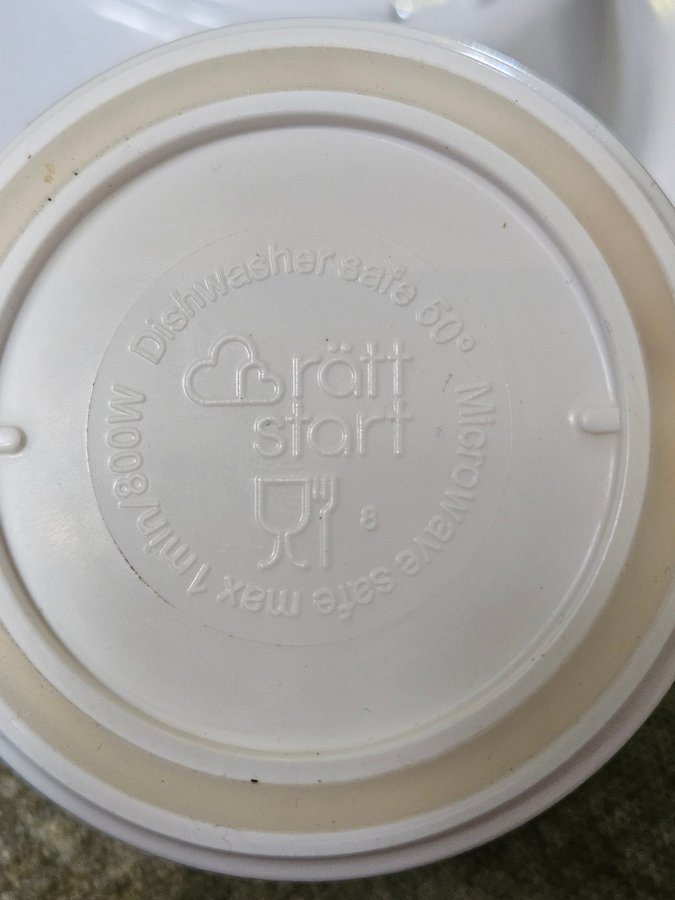 Dishwasher safe 50° Microwave safe max 1 min/800W
rätt
start
8